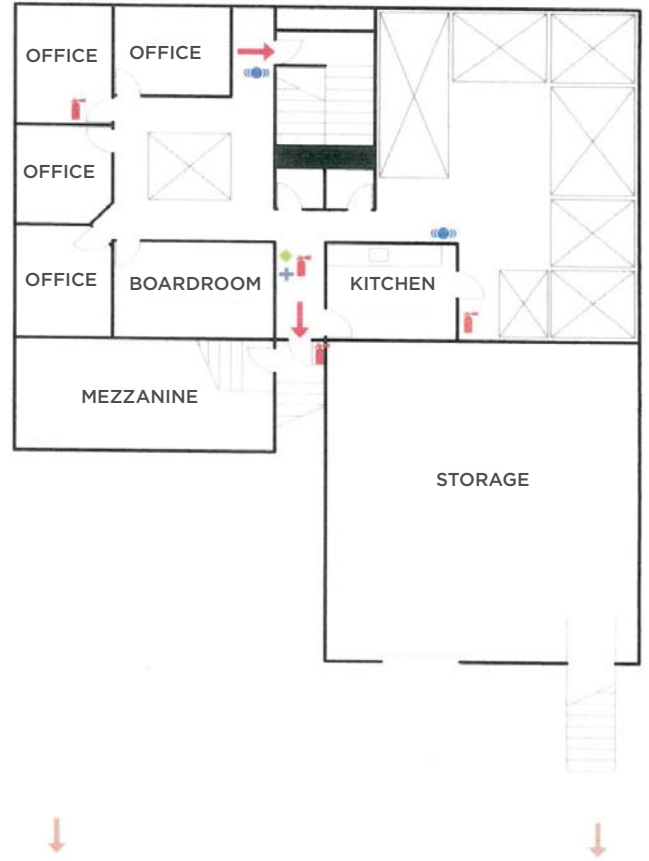 OFFICE
OFFICE
OFFICE
OFFICE
BOARDROOM
KITCHEN
MEZZANINE
STORAGE